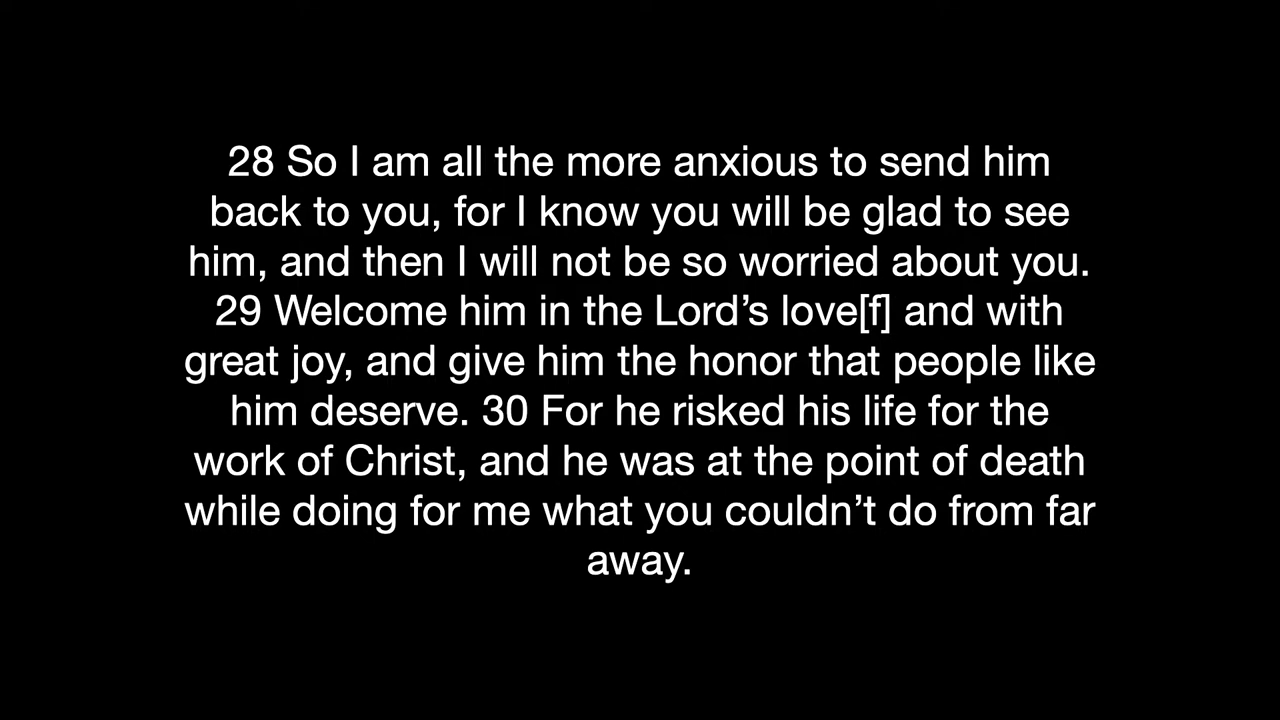 28 So I am all the more anxious to send him
back to you, for I know you will be glad to see
him, and then I will not be so worried about you.
29 Welcome him in the Lord’s love[f] and with
great joy, and give him the honor that people like
him deserve. 30 For he risked his life for the
work of Christ, and he was at the point of death
while doing for me what you couldn’t do from far
away.